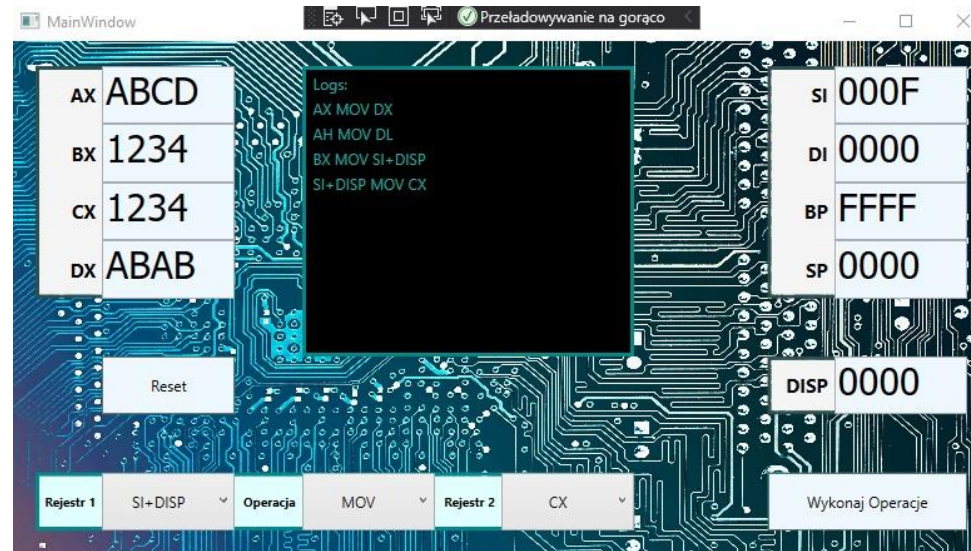 MainWindow
Przeładowywanie na gorąco
AX ABCD
BX 1234
CX 1234
DX ABAB
Logs:
AX MOV DX
AH MOV DL
BX MOV SI+DISP
SI+DISP MOV CX
SI 000F
DI 0000
BP FFFF
SP 0000
Reset
DISP 0000
Rejestr 1 SI+DISP Operacja MOV Rejestr 2 CX
Wykonaj Operacje